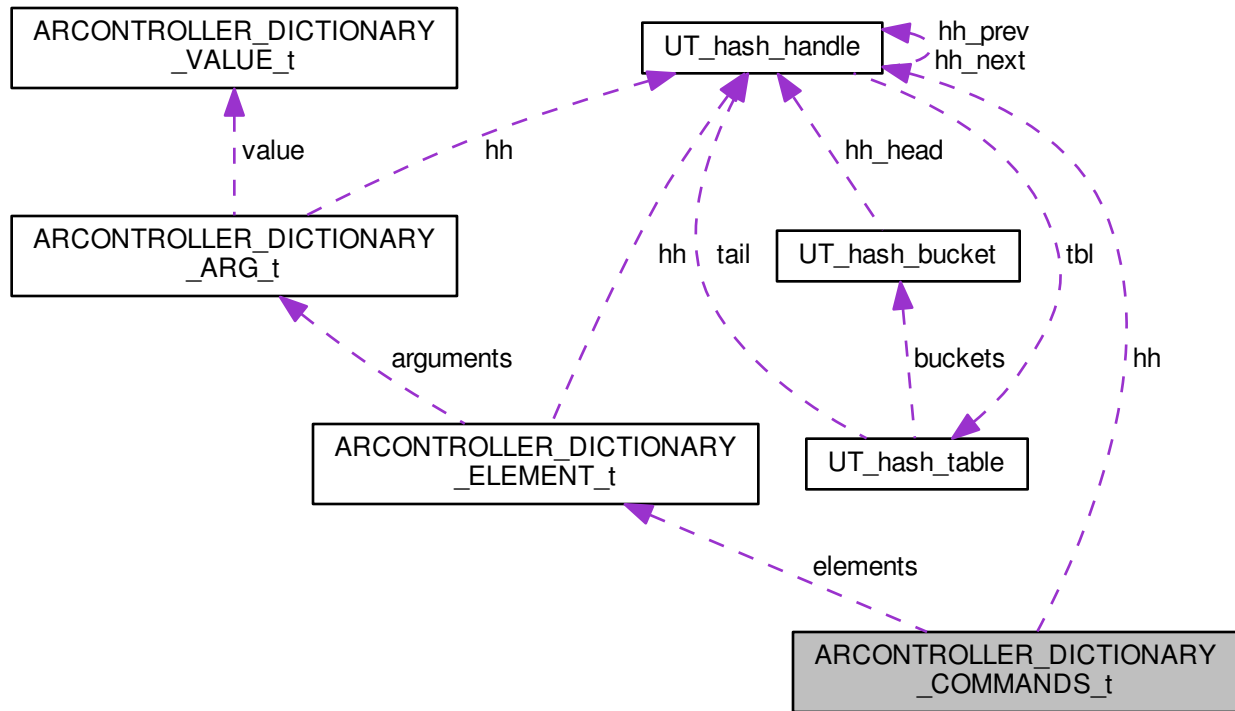 ARCONTROLLER_DICTIONARY
_VALUE_t
UT_hash_handle
hh_prev
hh_next
value
hh
hh_head
ARCONTROLLER_DICTIONARY
_ARG_t
hh
tail
UT_hash_bucket
tbl
arguments
buckets
hh
ARCONTROLLER_DICTIONARY
_ELEMENT_t
UT_hash_table
elements
ARCONTROLLER_DICTIONARY
_COMMANDS_t